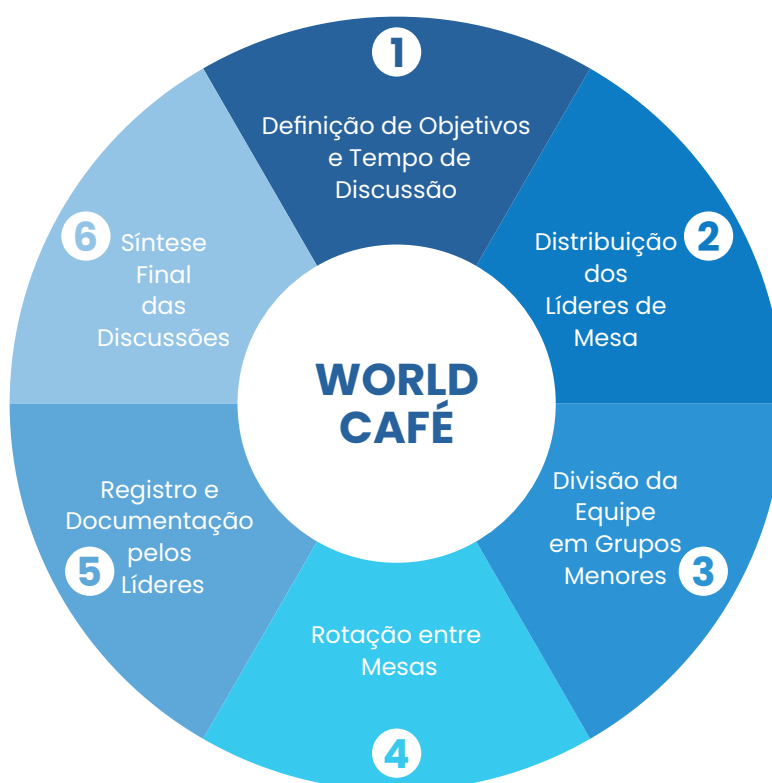 1
Definição de Objetivos
e Tempo de
Discussão
2
Distribuição
dos
Líderes de
Mesa
3
Divisão da
Equipe
em Grupos
Menores
4
Rotação entre
Mesas
5
Registro e
Documentação
pelos
Líderes
6
Síntese
Final
das
Discussões
WORLD
CAFÉ